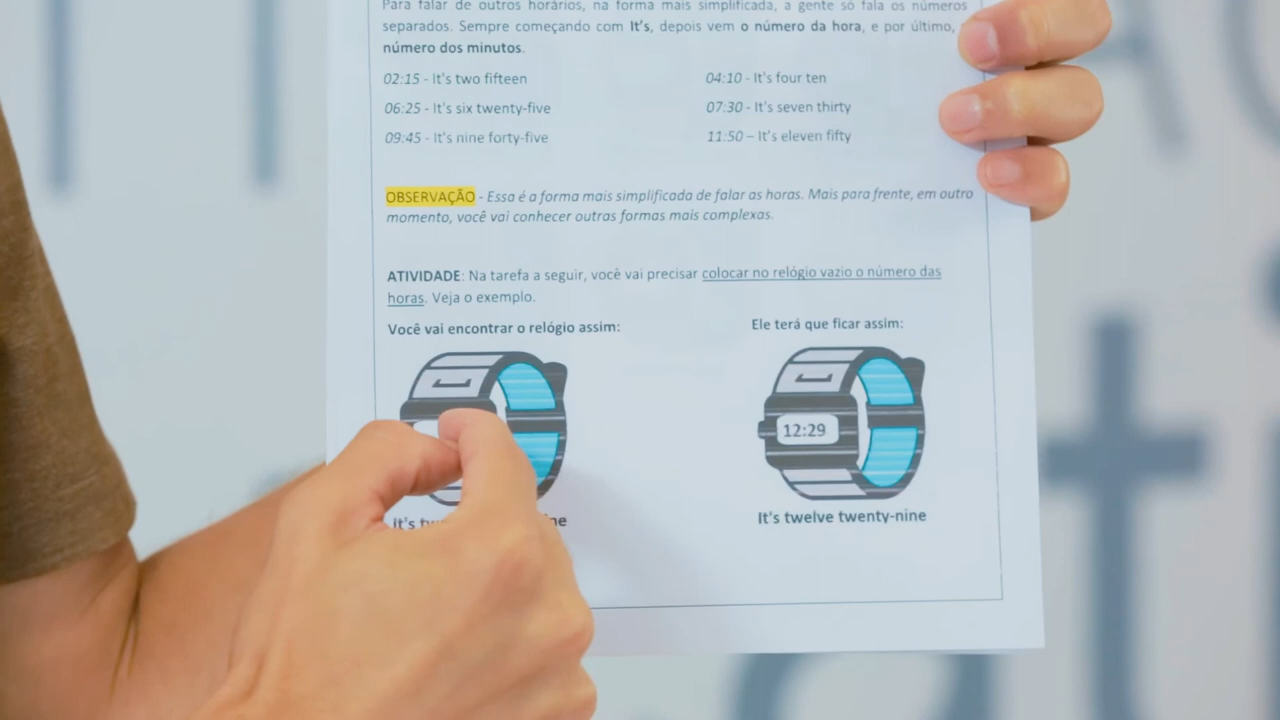 Para falar de outros horários, na forma mais simplificada, a gente só fala os números
separados. Sempre começando com It's, depois vem o número da hora, e por último,
número dos minutos.
02:15 - It's two fifteen
04:10 - It's four ten
06:25 - It's six twenty-five
07:30 - It's seven thirty
09:45 - It's nine forty-five
11:50 – It's eleven fifty
OBSERVAÇÃO - Essa é a forma mais simplificada de falar as horas. Mais para frente, em outro
momento, você vai conhecer outras formas mais complexas.
ATIVIDADE: Na tarefa a seguir, você vai precisar colocar no relógio vazio o número das
horas. Veja o exemplo.
Você vai encontrar o relógio assim:
Ele terá que ficar assim:
12:29
It's
It's twelve twenty-nine